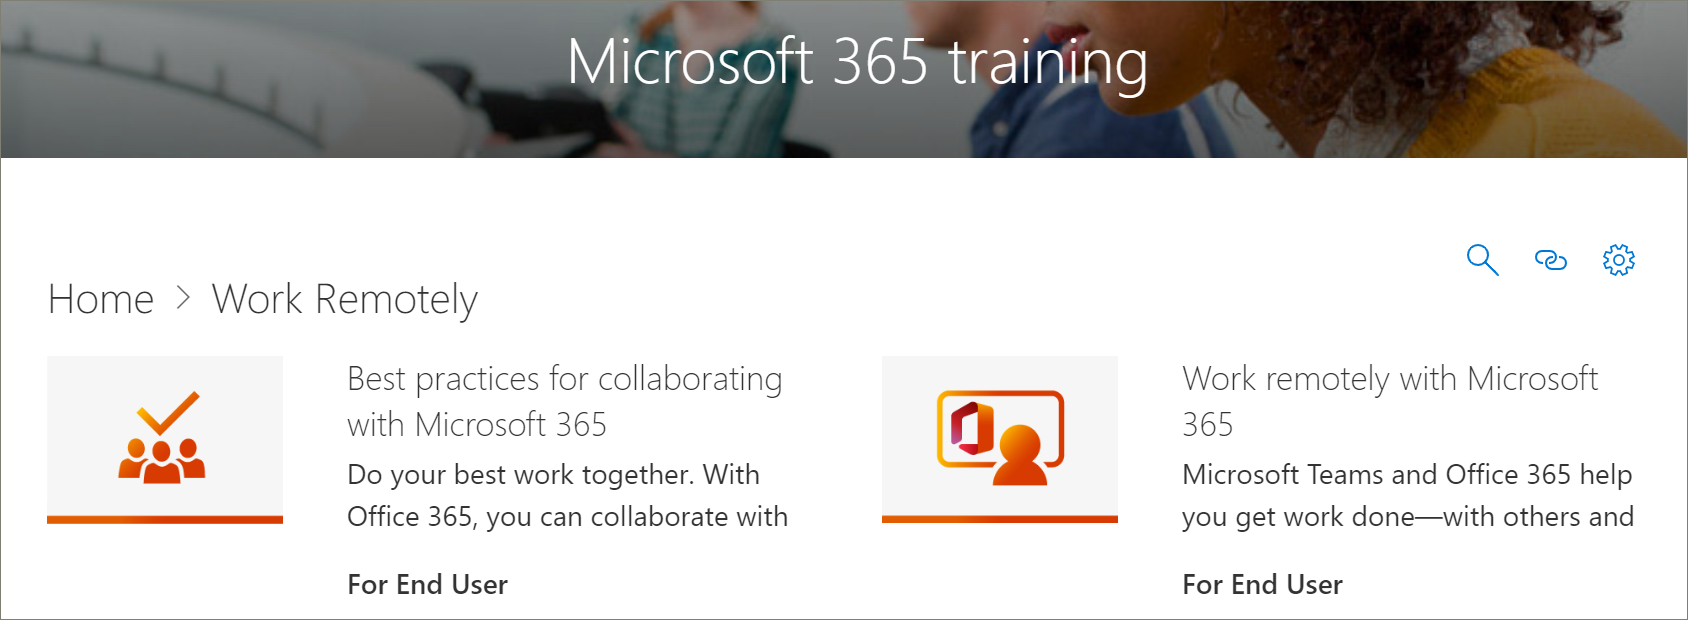 Microsoft 365 training
Home > Work Remotely
Best practices for collaborating
with Microsoft 365
Do your best work together. With
Office 365, you can collaborate with
For End User
Work remotely with Microsoft
365
Microsoft Teams and Office 365 help
you get work done—with others and
For End User